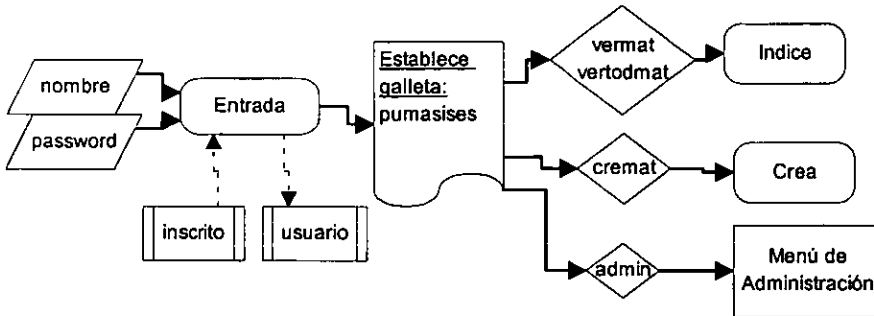 nombre
password
Entrada
inscrito
usuario
Establece
galleta:
pumasises
vermat
vertodmat
Indice
cremat
Crea
admin
Menú de
Administración